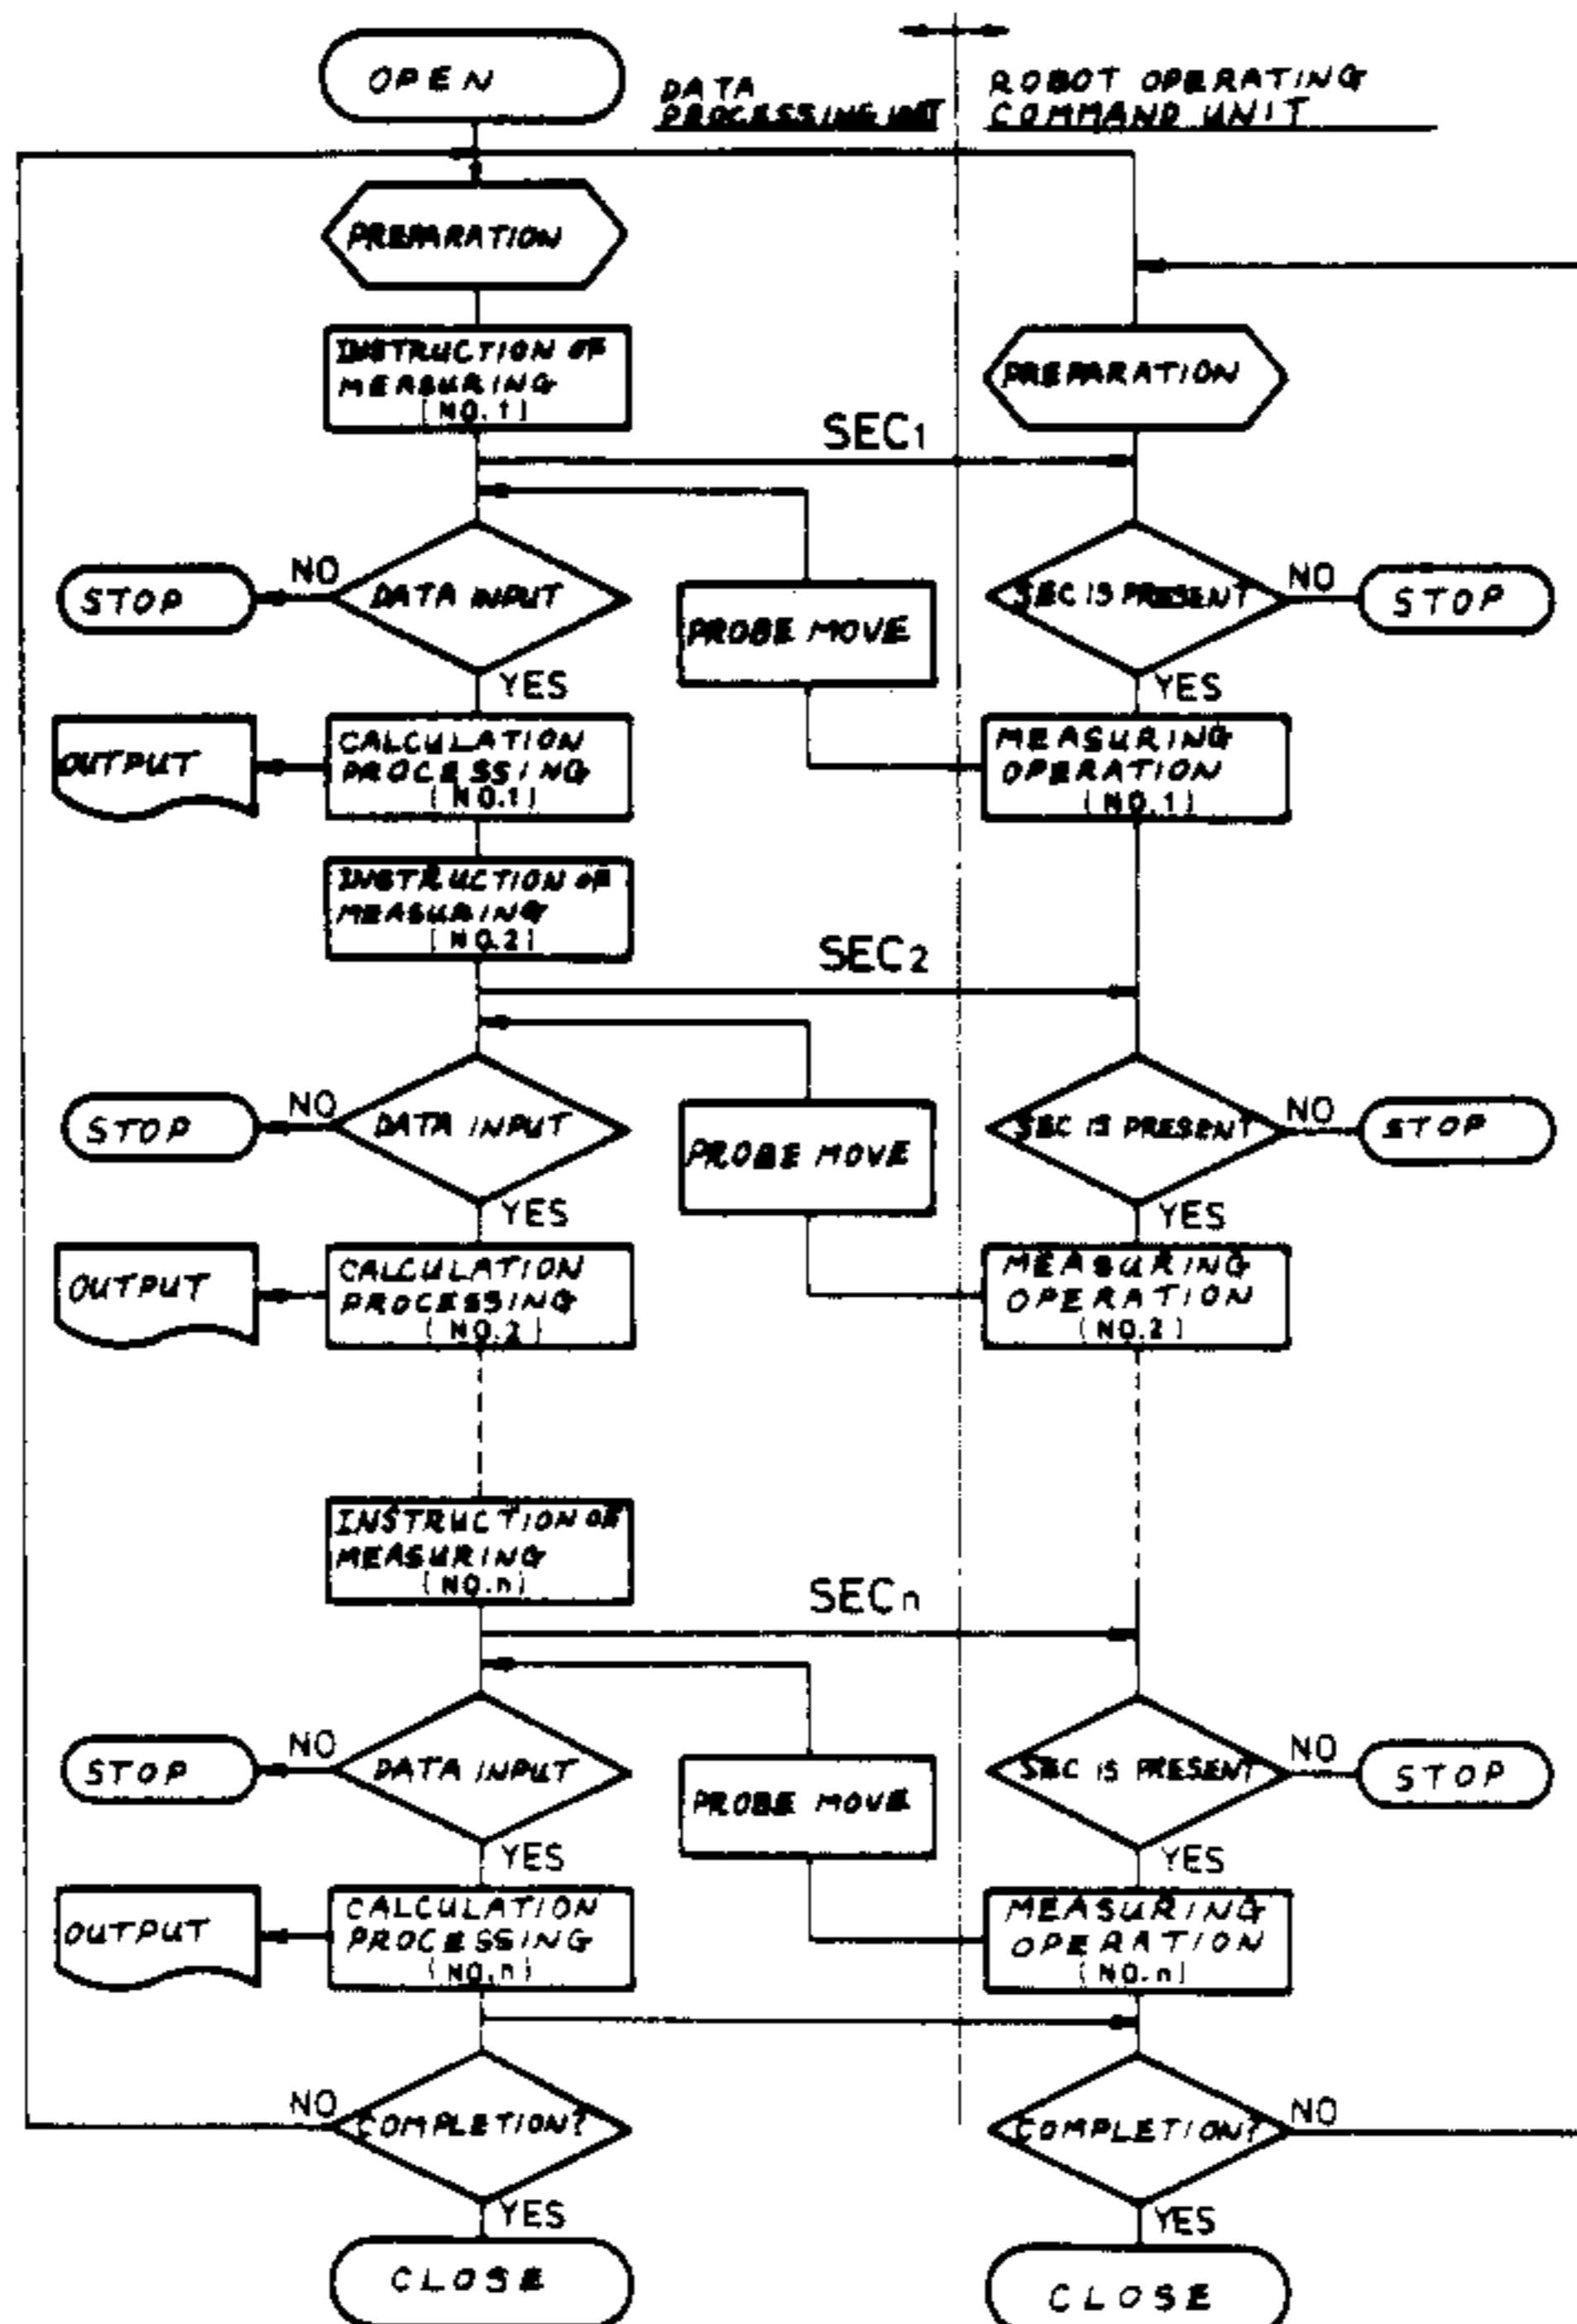 OPEN
DATA
PROCESSING UNIT
ROBOT OPERATING
COMMAND UNIT
PREPARATION
INSTRUCTION OF
MEASURING
(NO.1)
PREPARATION
SEC1
DATA INPUT
NO
STOP
YES
PROBE MOVE
SEC IS PRESENT
NO
STOP
YES
OUTPUT
CALCULATION
PROCESSING
(NO.1)
MEASURING
OPERATION
(NO.1)
INSTRUCTION OF
MEASURING
(NO.2)
SEC2
DATA INPUT
NO
STOP
YES
PROBE MOVE
SEC IS PRESENT
NO
STOP
YES
OUTPUT
CALCULATION
PROCESSING
(NO.2)
MEASURING
OPERATION
(NO.2)
INSTRUCTION OF
MEASURING
(NO.n)
SECn
DATA INPUT
NO
STOP
YES
PROBE MOVE
SEC IS PRESENT
NO
STOP
YES
OUTPUT
CALCULATION
PROCESSING
(NO.n)
MEASURING
OPERATION
(NO.n)
NO
COMPLETION?
YES
COMPLETION?
NO
YES
CLOSE
CLOSE